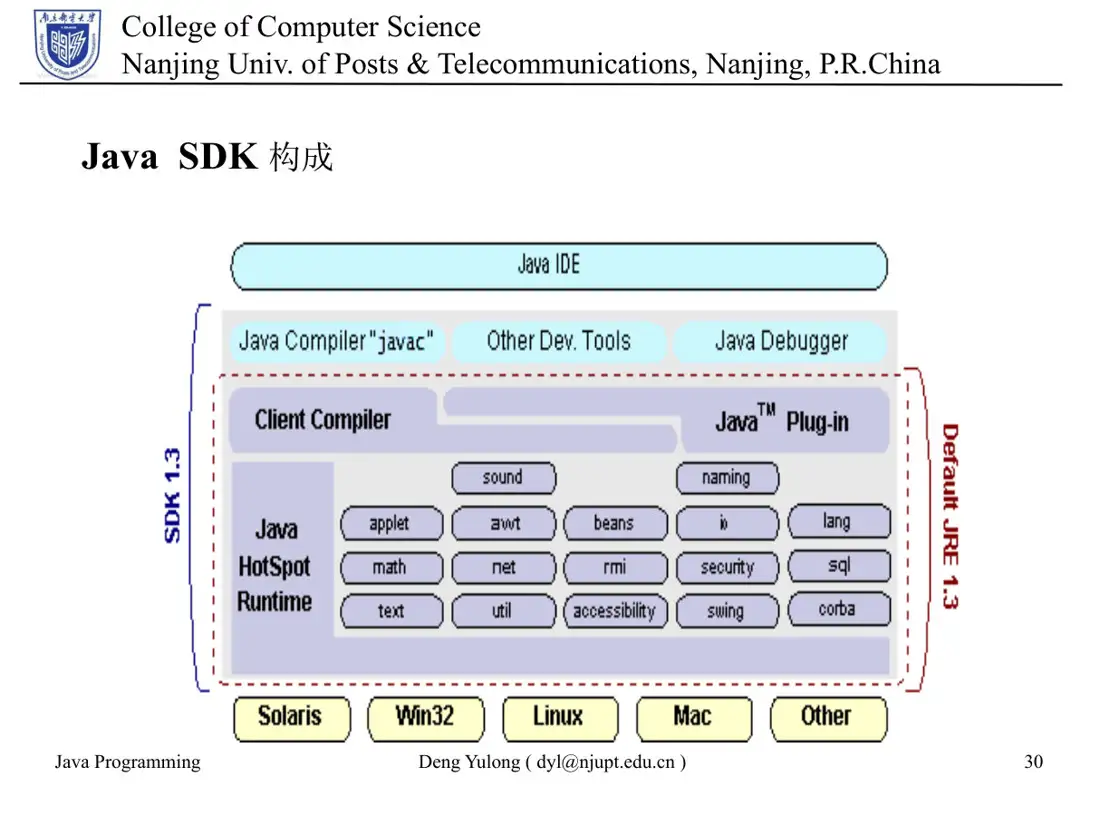 College of Computer Science
Nanjing Univ. of Posts & Telecommunications, Nanjing, P.R.China
Java SDK 构成
Java IDE
Java Compiler "javac"
Other Dev. Tools
Java Debugger
Client Compiler
Java™ Plug-in
SDK 1.3
Default JRE 1.3
Java
HotSpot
Runtime
sound
naming
applet
awt
beans
io
lang
math
net
rmi
security
sql
text
util
accessibility
swing
corba
Solaris
Win32
Linux
Mac
Other
Java Programming
Deng Yulong ( dyl@njupt.edu.cn )
30